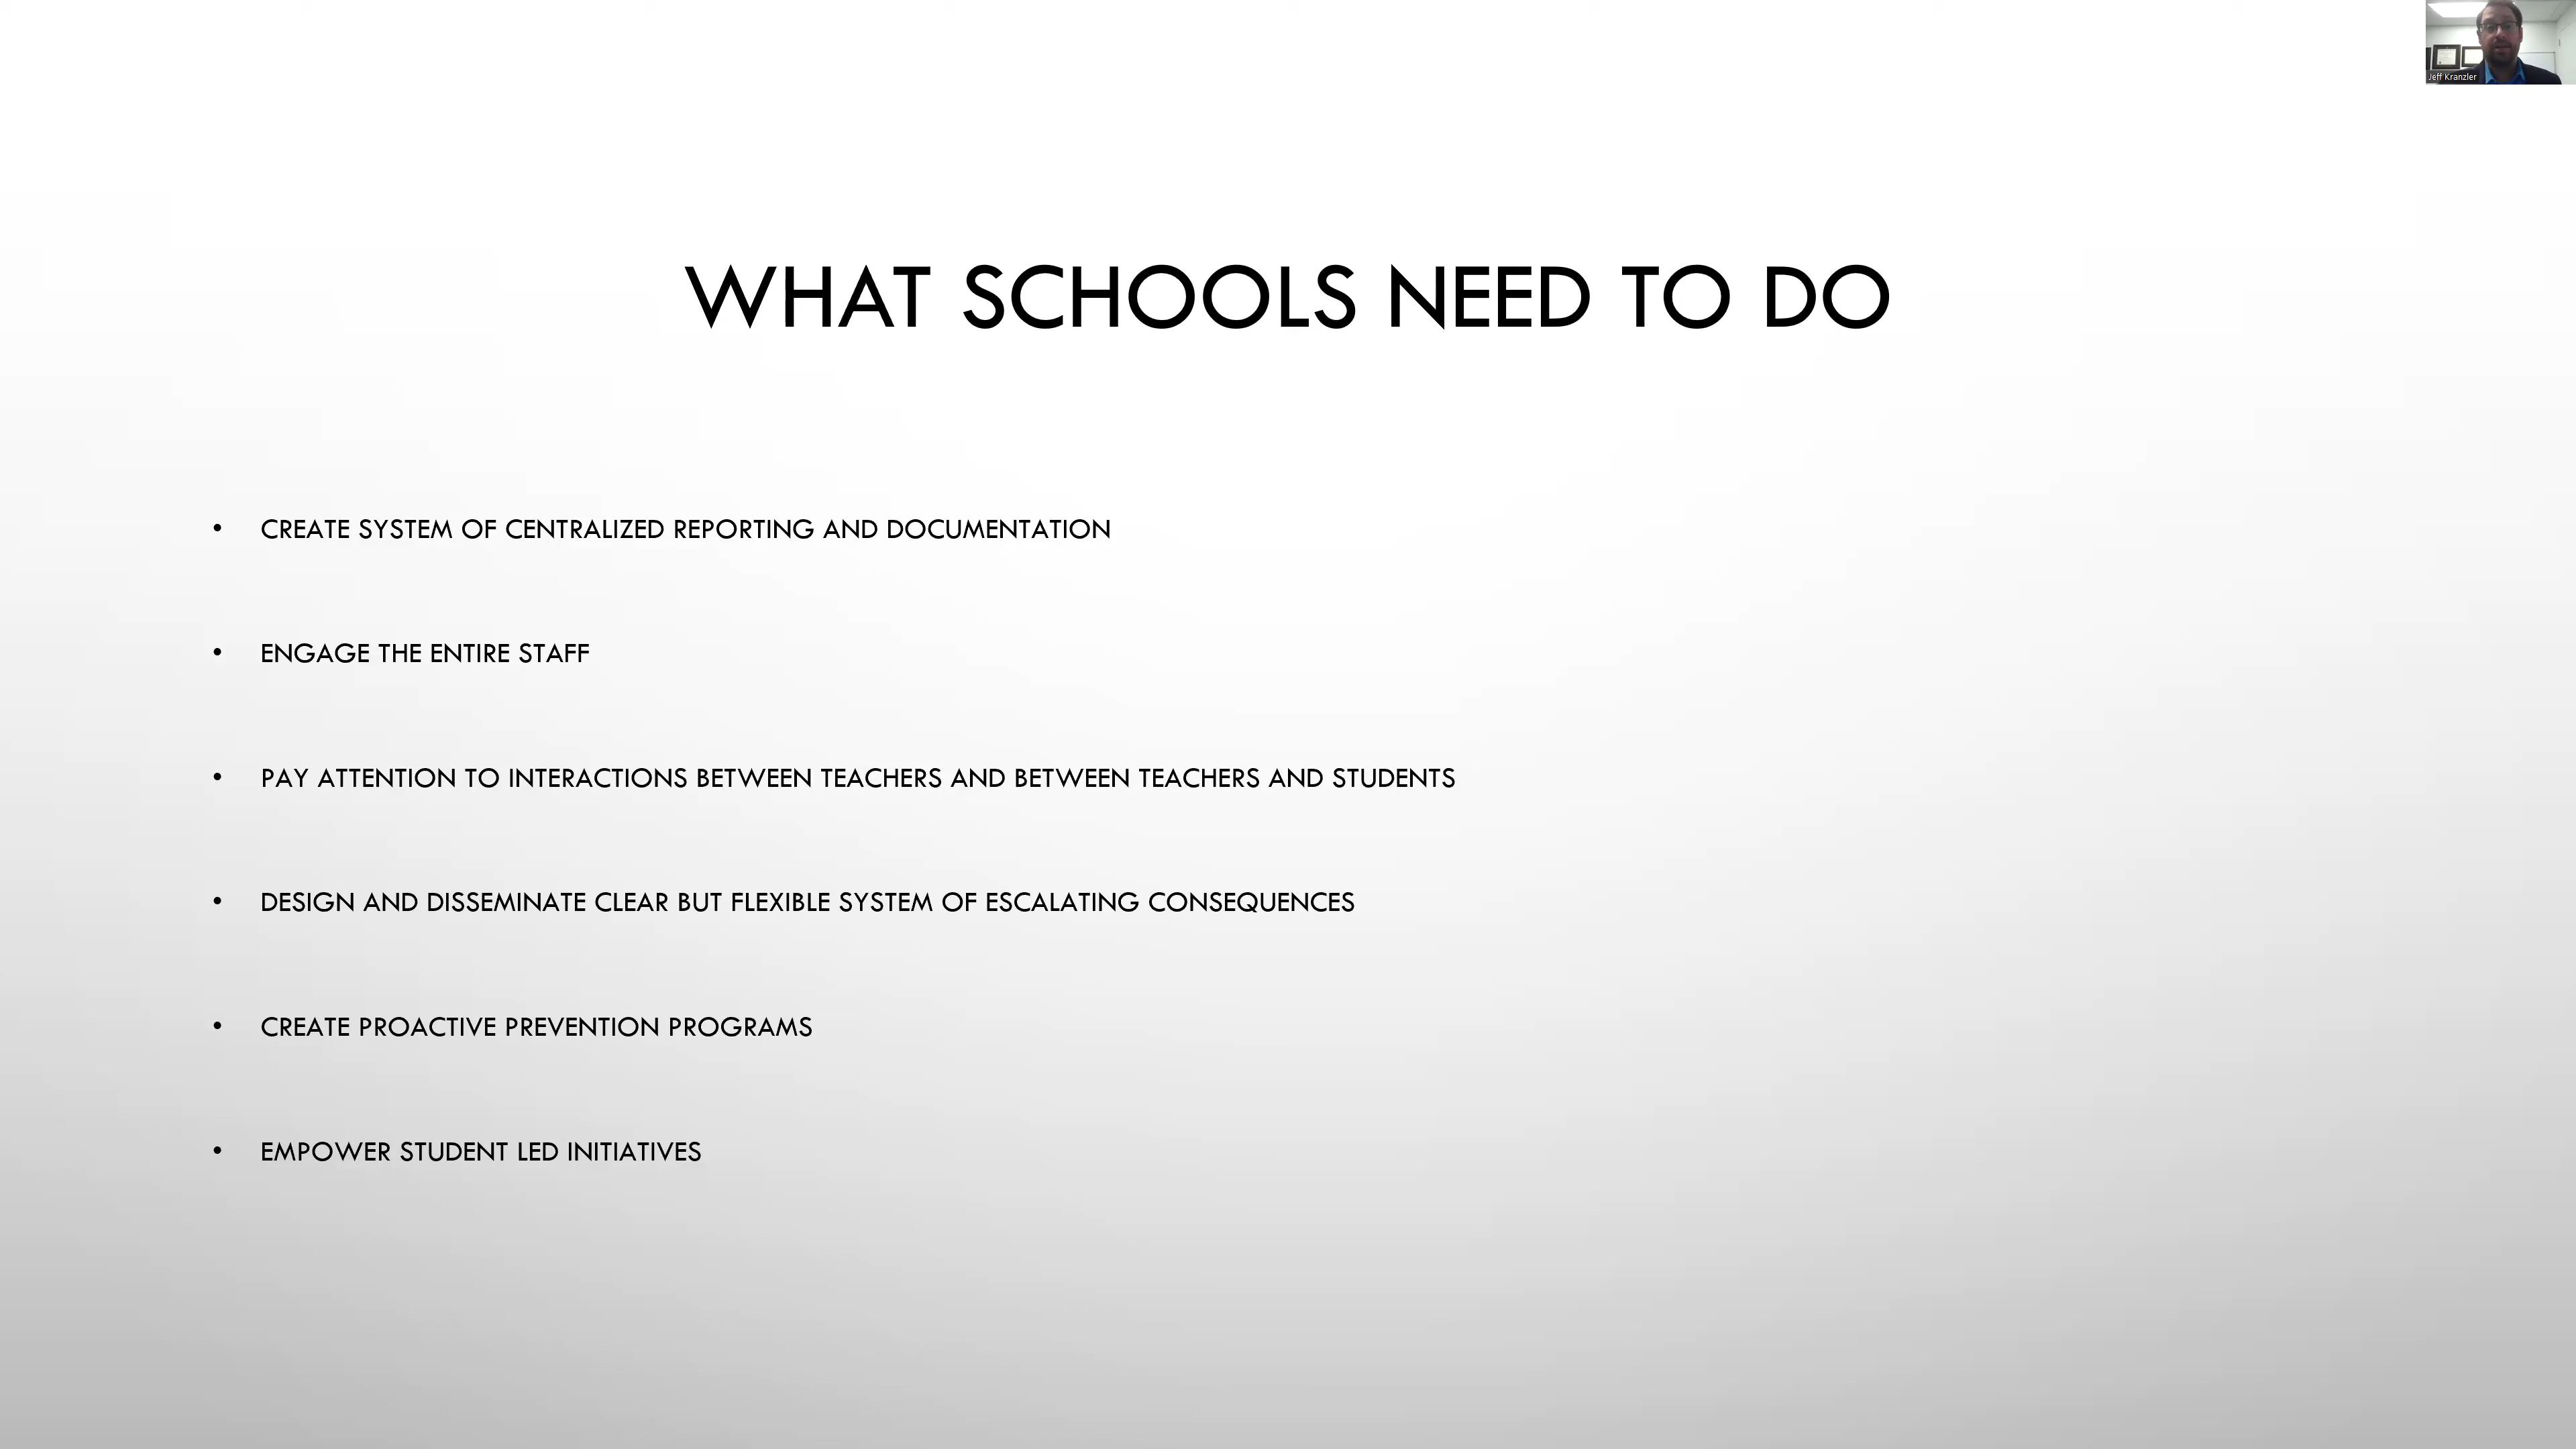 Jeff Kranzler
WHAT SCHOOLS NEED TO DO
• CREATE SYSTEM OF CENTRALIZED REPORTING AND DOCUMENTATION
• ENGAGE THE ENTIRE STAFF
• PAY ATTENTION TO INTERACTIONS BETWEEN TEACHERS AND BETWEEN TEACHERS AND STUDENTS
• DESIGN AND DISSEMINATE CLEAR BUT FLEXIBLE SYSTEM OF ESCALATING CONSEQUENCES
• CREATE PROACTIVE PREVENTION PROGRAMS
• EMPOWER STUDENT LED INITIATIVES